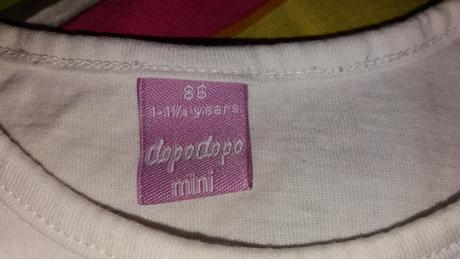 86
1-1½ years
dopodopo
mini